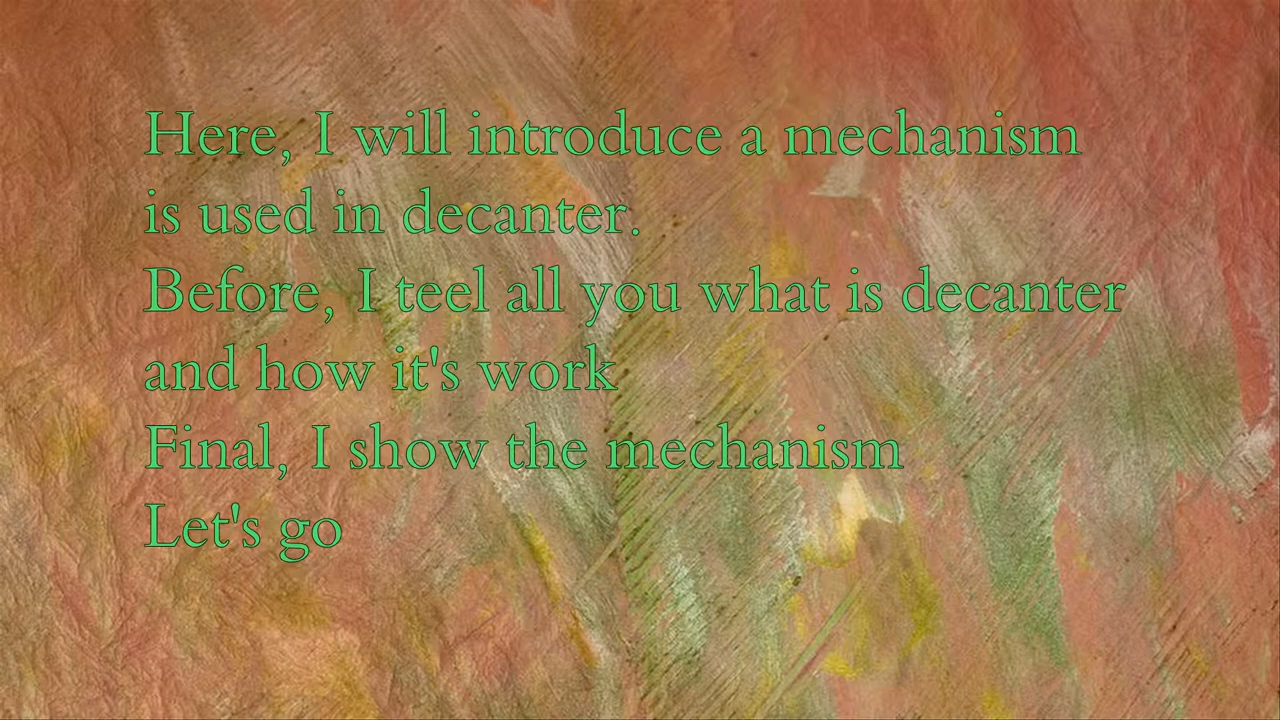 Here, I will introduce a mechanism
is used in decanter.
Before, I teel all you what is decanter
and how it's work
Final, I show the mechanism
Let's go